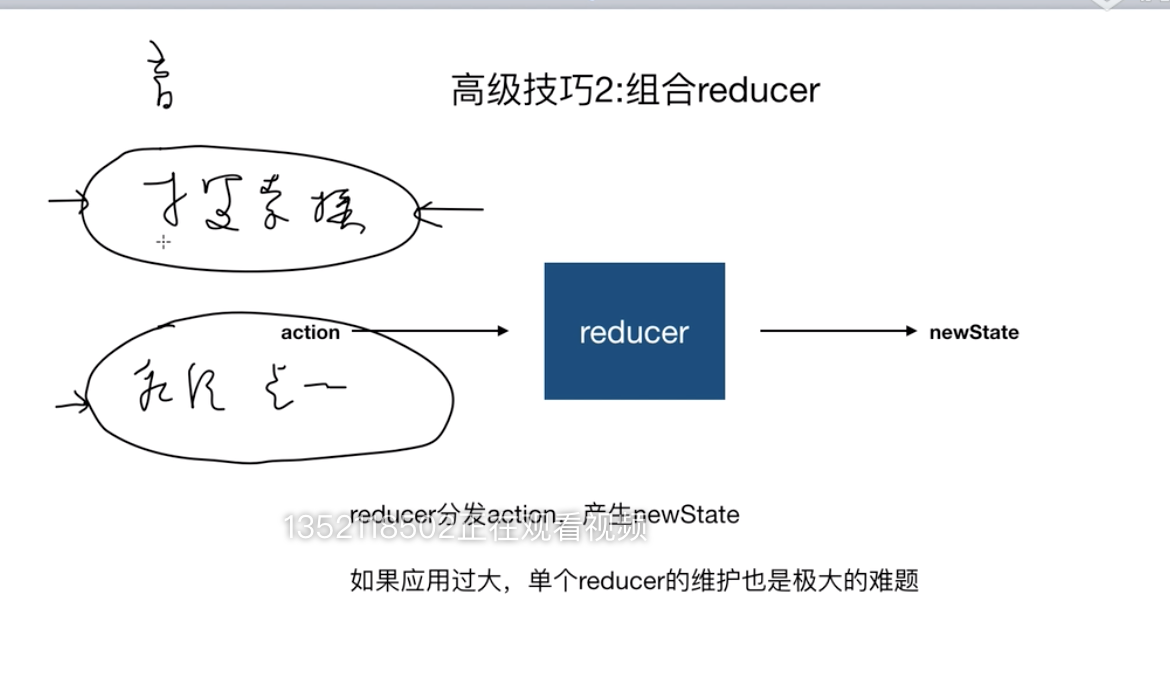 高级技巧2:组合reducer
action
reducer
newState
reducer分发action，产生newState
1352118502正在观看视频
如果应用过大，单个reducer的维护也是极大的难题